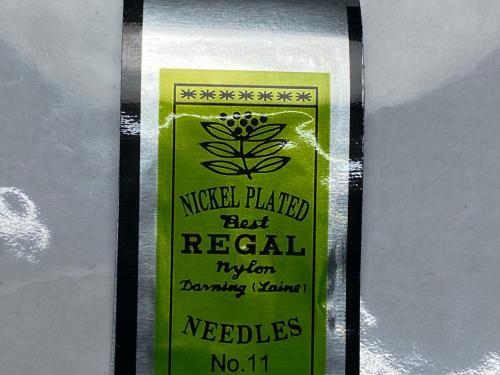 NICKEL PLATED
Best
REGAL
Nylon
Darning (Laine)
NEEDLES
No.11